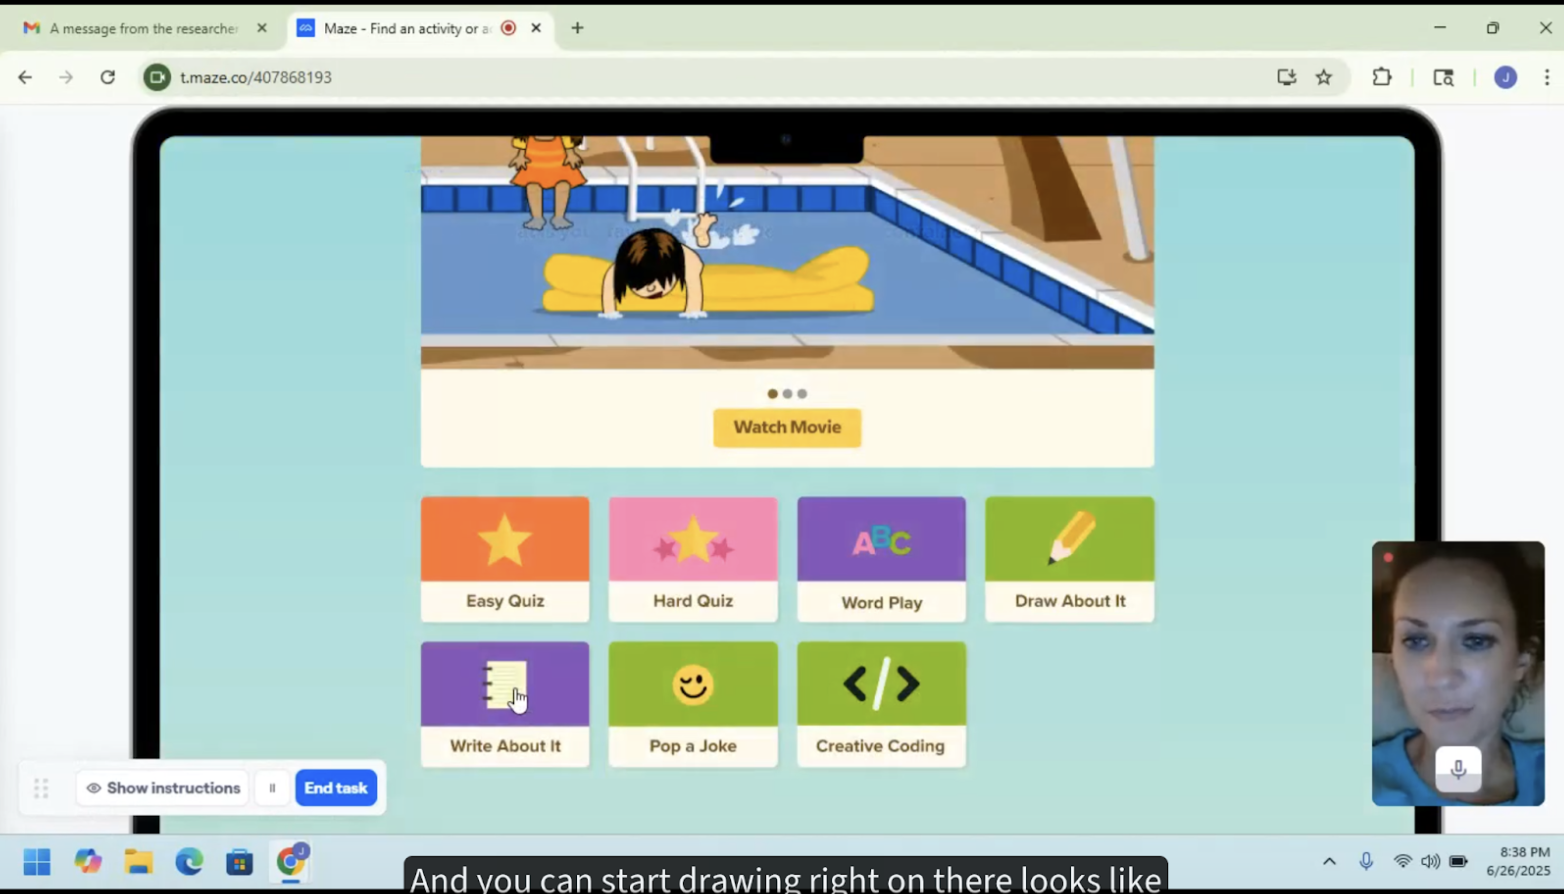 A message from the researche
Maze - Find an activity or a
t.maze.co/407868193
J
Watch Movie
Easy Quiz
Hard Quiz
ABC
Word Play
Draw About It
Write About It
Pop a Joke
</>
Creative Coding
Show instructions
End task
J
8:38 PM
6/26/2025
And you can start drawing right on there looks like